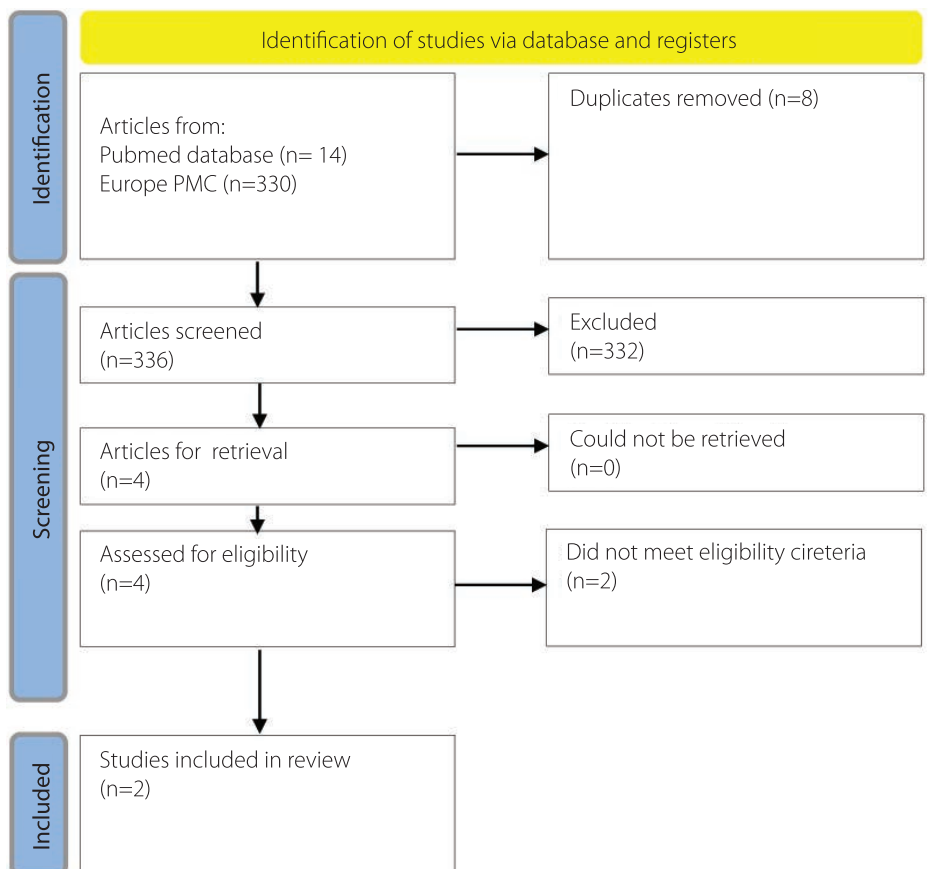 Identification of studies via database and registers
Identification
Articles from:
Pubmed database (n= 14)
Europe PMC (n=330)
Duplicates removed (n=8)
Screening
Articles screened
(n=336)
Excluded
(n=332)
Articles for retrieval
(n=4)
Could not be retrieved
(n=0)
Assessed for eligibility
(n=4)
Did not meet eligibility cireteria
(n=2)
Included
Studies included in review
(n=2)